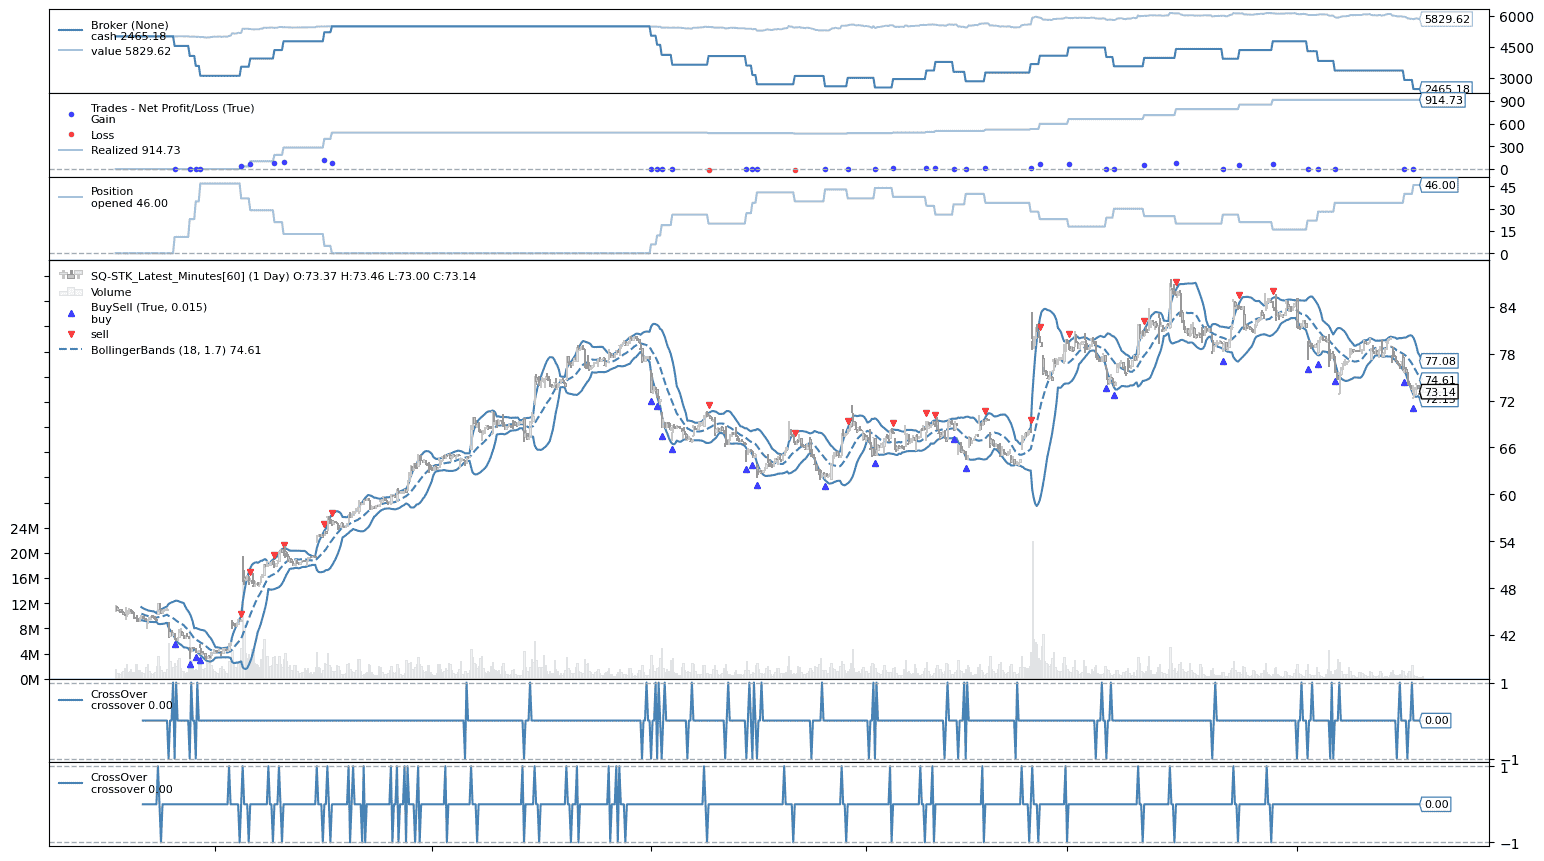 Broker (None)
cash 2465.18
value 5829.62
5829.62
6000
4500
3000
2465.18
Trades - Net Profit/Loss (True)
Gain
Loss
Realized 914.73
914.73
900
600
300
0
Position
opened 46.00
46.00
45
30
15
0
SQ-STK_Latest_Minutes[60] (1 Day) O:73.37 H:73.46 L:73.00 C:73.14
Volume
BuySell (True, 0.015)
buy
sell
BollingerBands (18, 1.7) 74.61
84
78
77.08
74.61
73.14
72
66
60
54
48
42
24M
20M
16M
12M
8M
4M
0M
CrossOver
crossover 0.00
1
0.00
−1
CrossOver
crossover 0.00
1
0.00
−1